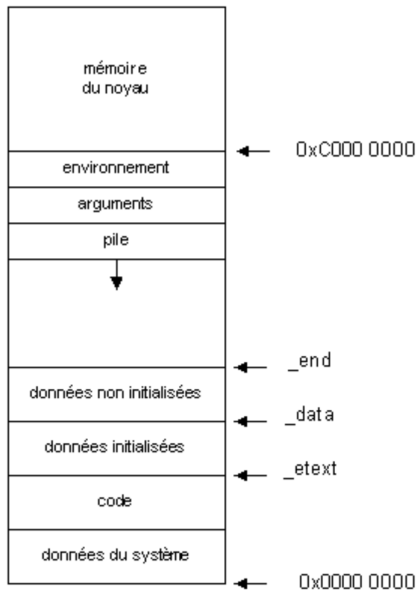 mémoire
du noyau
0xC000 0000
environnement
arguments
pile
_end
données non initialisées
_data
données initialisées
_etext
code
données du système
0x0000 0000